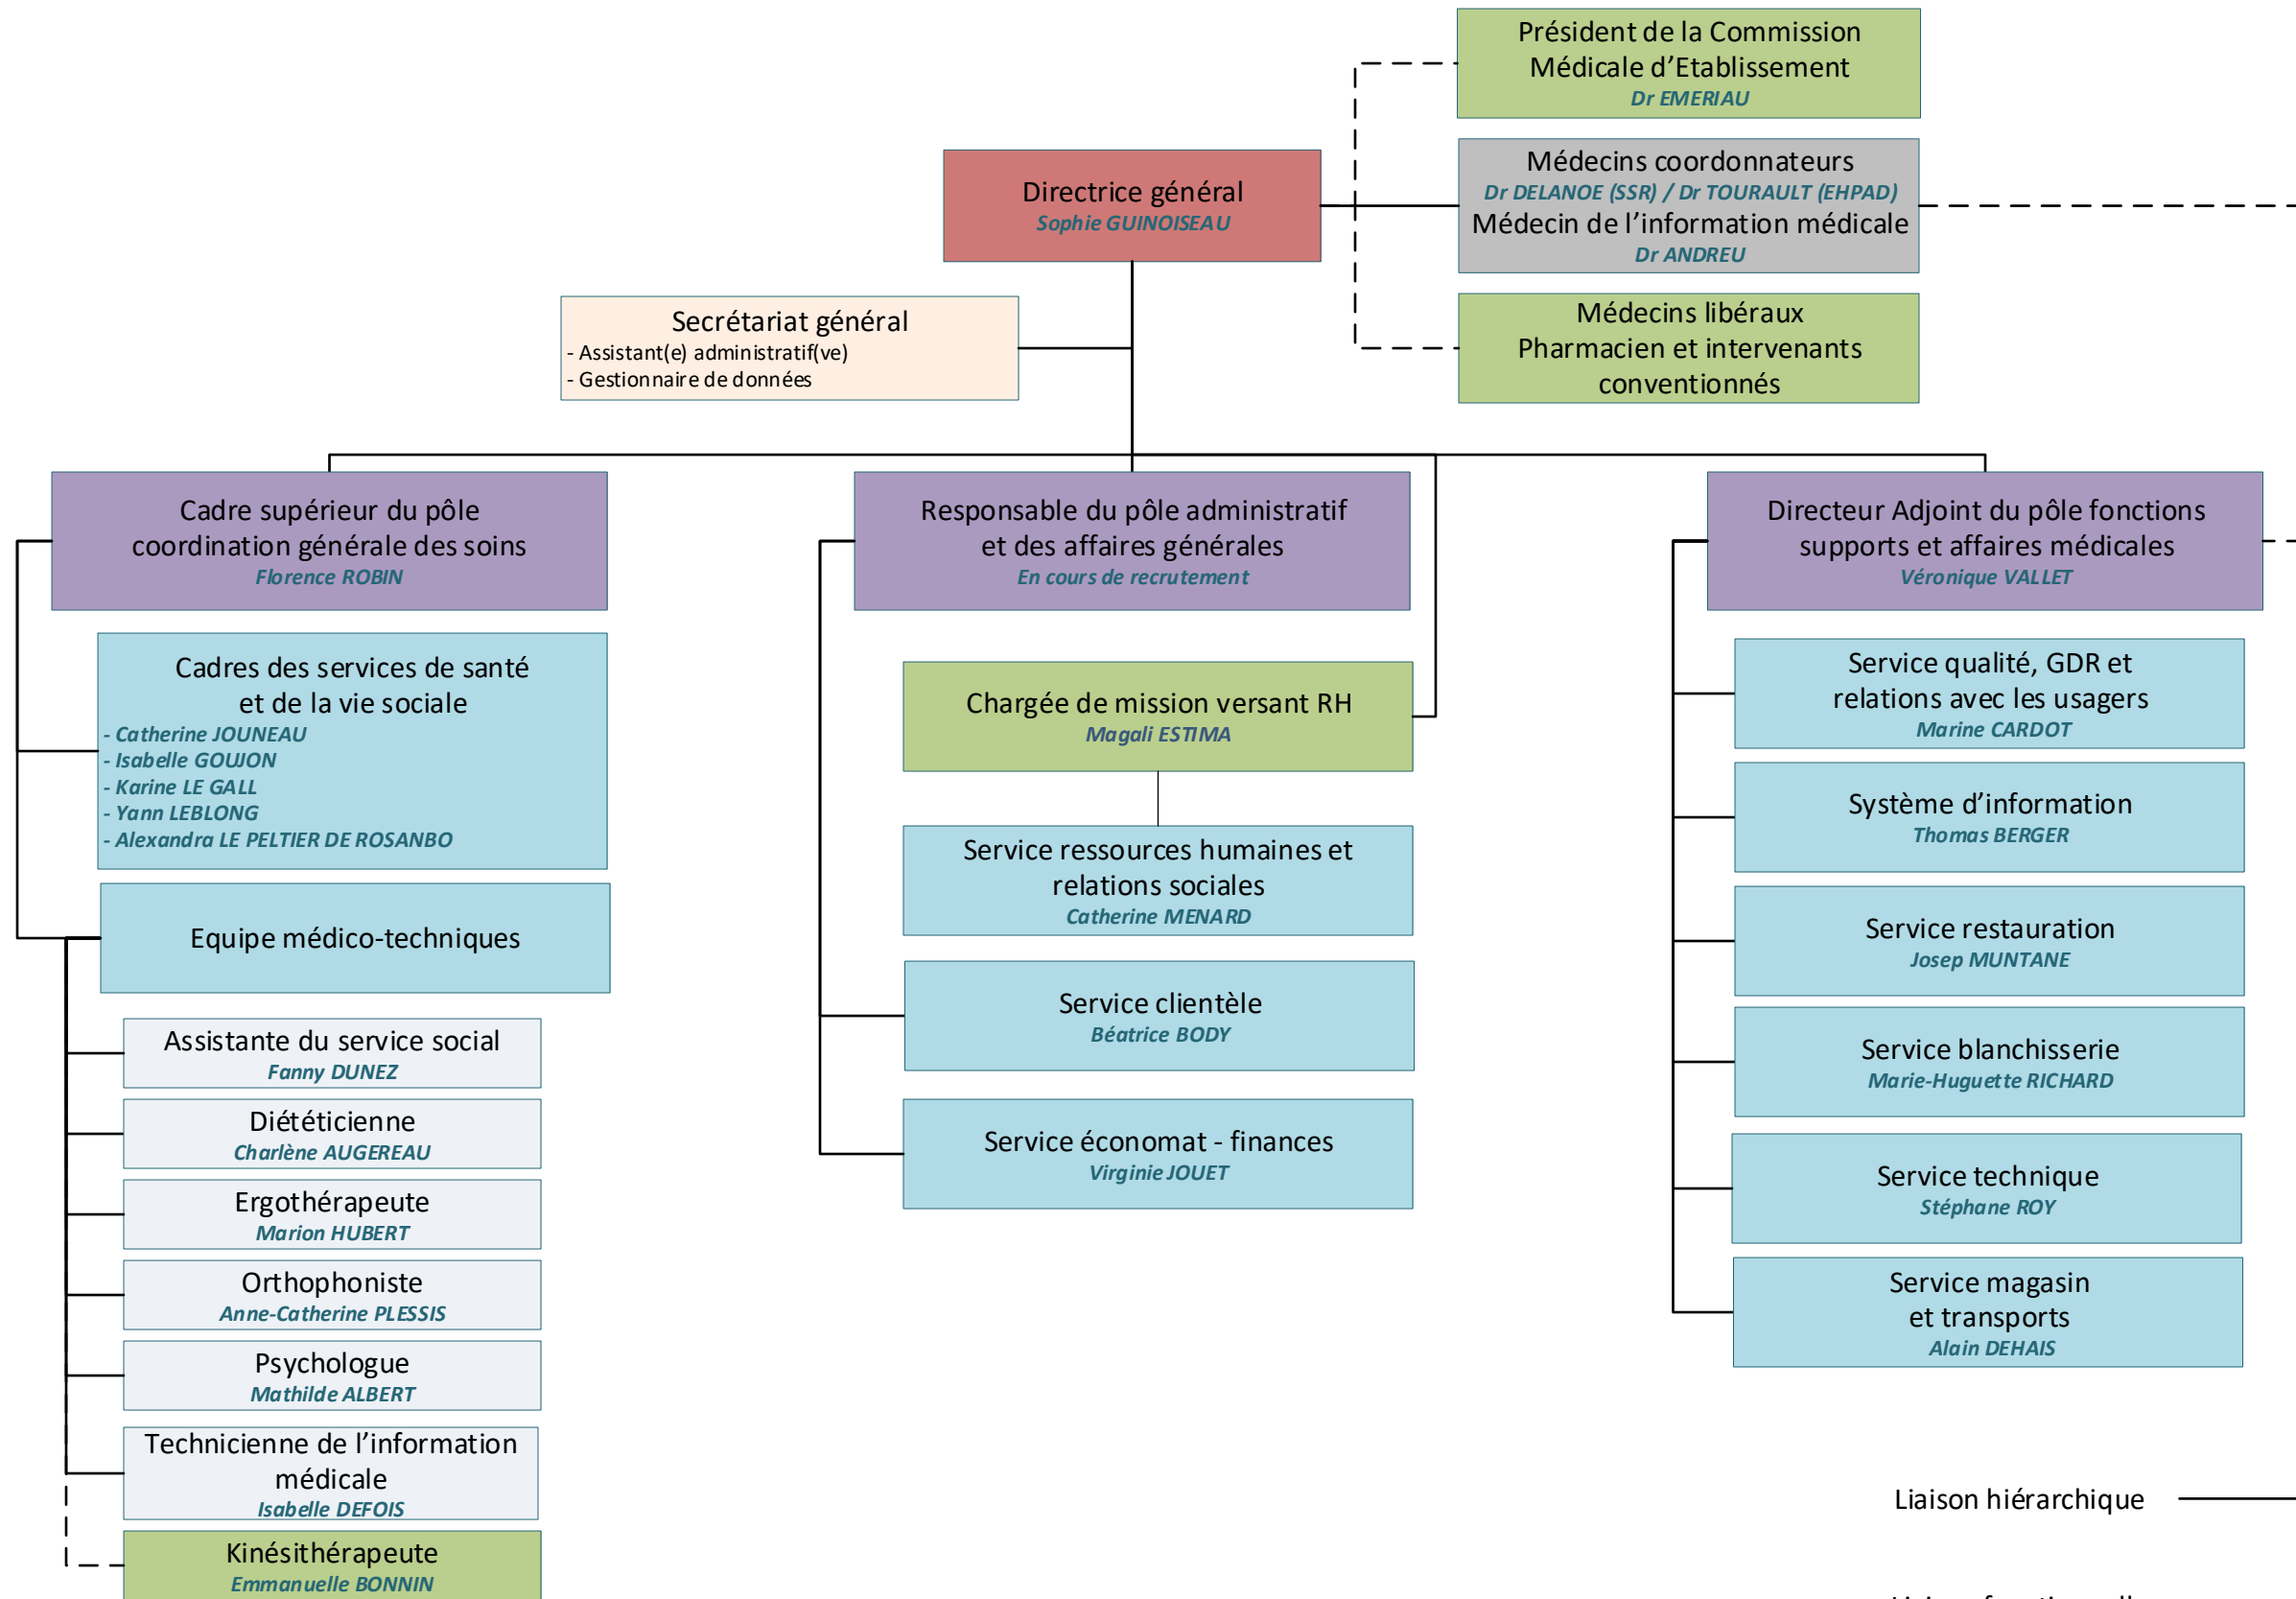 Président de la Commission
Médicale d’Etablissement
Dr EMERIAU
Directrice général
Sophie GUINOISEAU
Médecins coordonnateurs
Dr DELANOE (SSR) / Dr TOURAULT (EHPAD)
Médecin de l’information médicale
Dr ANDREU
Secrétariat général
- Assistant(e) administratif(ve)
- Gestionnaire de données
Médecins libéraux
Pharmacien et intervenants
conventionnés
Cadre supérieur du pôle
coordination générale des soins
Florence ROBIN
Cadres des services de santé
et de la vie sociale
- Catherine JOUNEAU
- Isabelle GOUJON
- Karine LE GALL
- Yann LEBLONG
- Alexandra LE PELTIER DE ROSANBO
Equipe médico-techniques
Assistante du service social
Fanny DUNEZ
Diététicienne
Charlène AUGEREAU
Ergothérapeute
Marion HUBERT
Orthophoniste
Anne-Catherine PLESSIS
Psychologue
Mathilde ALBERT
Technicienne de l’information
médicale
Isabelle DEFOIS
Kinésithérapeute
Emmanuelle BONNIN
Responsable du pôle administratif
et des affaires générales
En cours de recrutement
Chargée de mission versant RH
Magali ESTIMA
Service ressources humaines et
relations sociales
Catherine MENARD
Service clientèle
Béatrice BODY
Service économat - finances
Virginie JOUET
Directeur Adjoint du pôle fonctions
supports et affaires médicales
Véronique VALLET
Service qualité, GDR et
relations avec les usagers
Marine CARDOT
Système d’information
Thomas BERGER
Service restauration
Josep MUNTANE
Service blanchisserie
Marie-Huguette RICHARD
Service technique
Stéphane ROY
Service magasin
et transports
Alain DEHAIS
Liaison hiérarchique